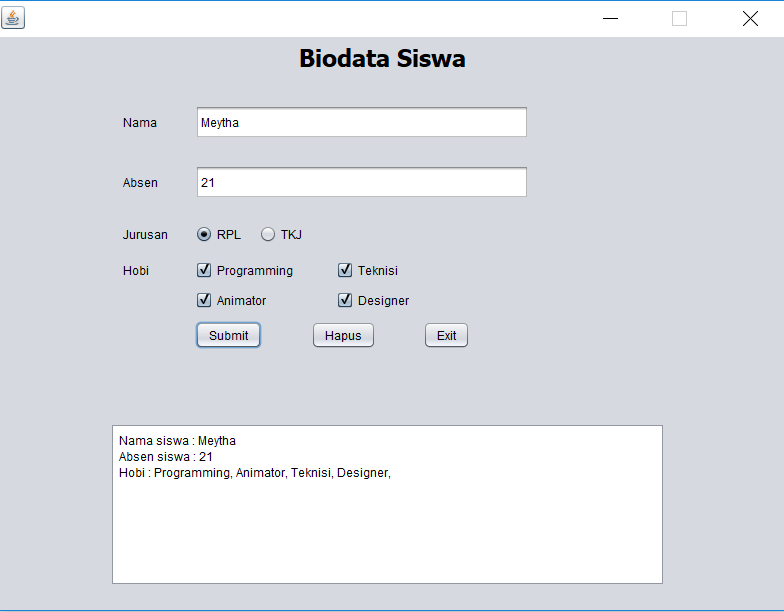 Biodata Siswa
Nama Meytha
Absen 21
Jurusan RPL TKJ
Hobi Programming Teknisi
Animator Designer
Submit Hapus Exit
Nama siswa : Meytha
Absen siswa : 21
Hobi : Programming, Animator, Teknisi, Designer,